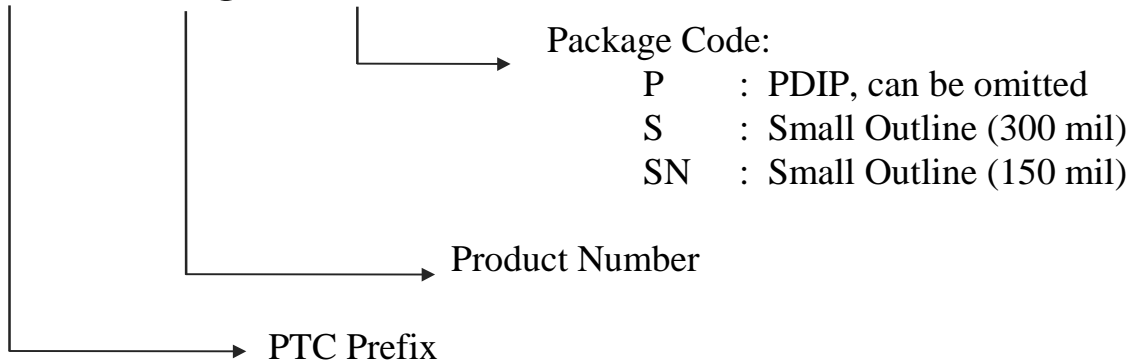 Package Code:
P : PDIP, can be omitted
S : Small Outline (300 mil)
SN : Small Outline (150 mil)
Product Number
PTC Prefix